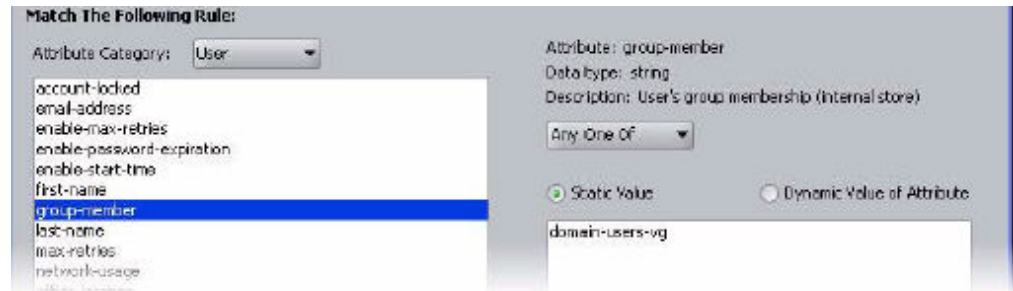 Match The Following Rule:
Attribute Category: User
account-locked
email-address
enable-max-retries
enable-password-expiration
enable-start-time
first-name
group-member
last-name
max-retries
network-usage
Attribute: group-member
Data type: string
Description: User's group membership (internal store)
Any One Of
Static Value Dynamic Value of Attribute
domain-users-vg